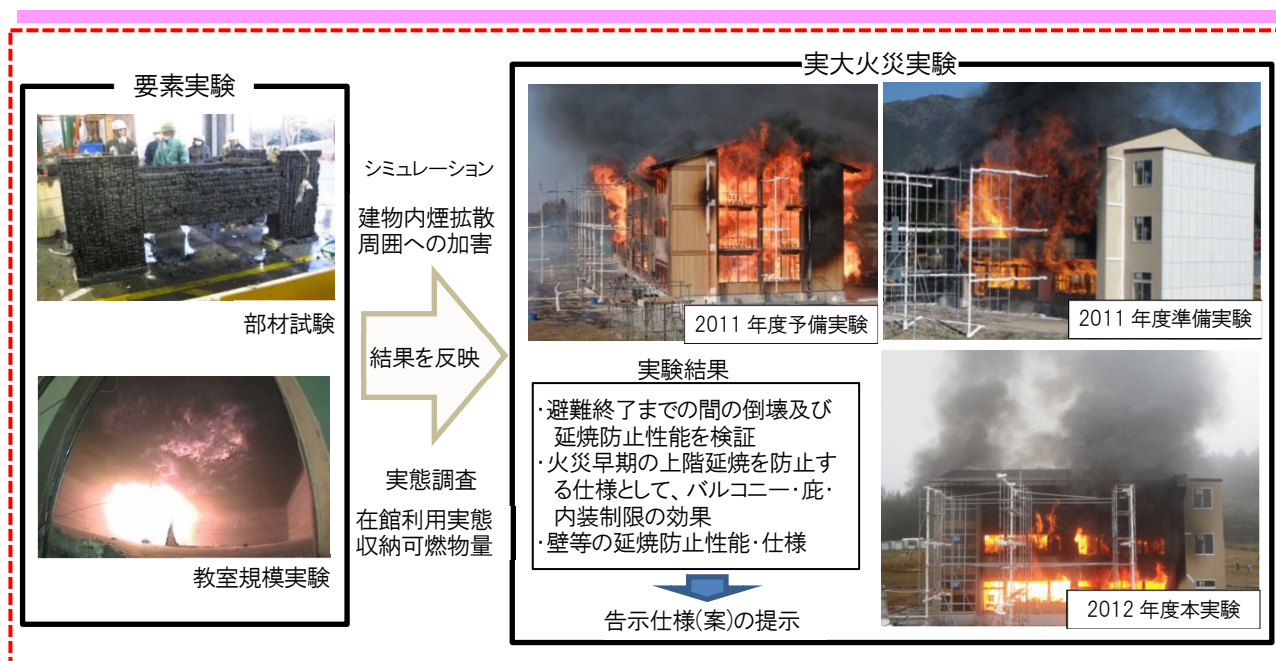 要素実験
部材試験
教室規模実験
シミュレーション
建物内煙拡散
周囲への加害
結果を反映
実態調査
在館利用実態
収納可燃物量
実大火災実験
2011 年度予備実験
2011 年度準備実験
実験結果
・避難終了までの間の倒壊及び
延焼防止性能を検証
・火災早期の上階延焼を防止す
る仕様として、バルコニー・庇・
内装制限の効果
・壁等の延焼防止性能・仕様
告示仕様(案)の提示
2012 年度本実験